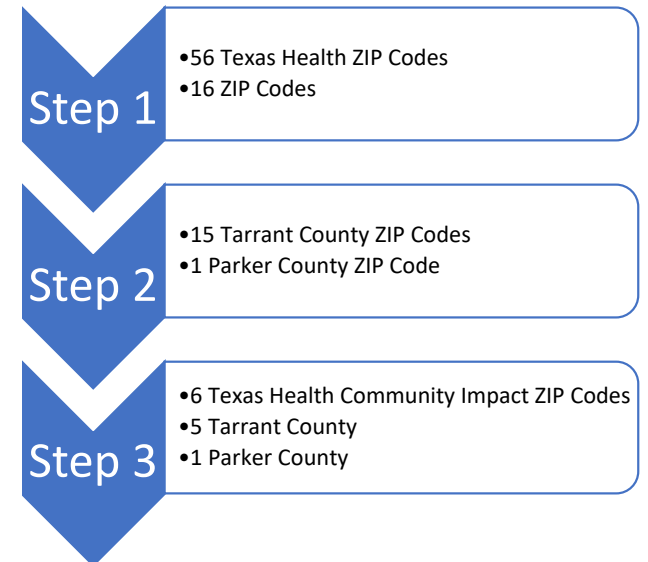 Step 1
•56 Texas Health ZIP Codes
•16 ZIP Codes
Step 2
•15 Tarrant County ZIP Codes
•1 Parker County ZIP Code
Step 3
•6 Texas Health Community Impact ZIP Codes
•5 Tarrant County
•1 Parker County